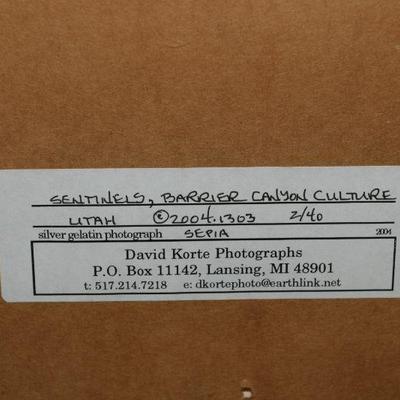 SENTINELS, BARRIER CANYON CULTURE
UTAH ©2004.1303 2/40
silver gelatin photograph SEPIA 2004
David Korte Photographs
P.O. Box 11142, Lansing, MI 48901
t: 517.214.7218 e: dkortephoto@earthlink.net